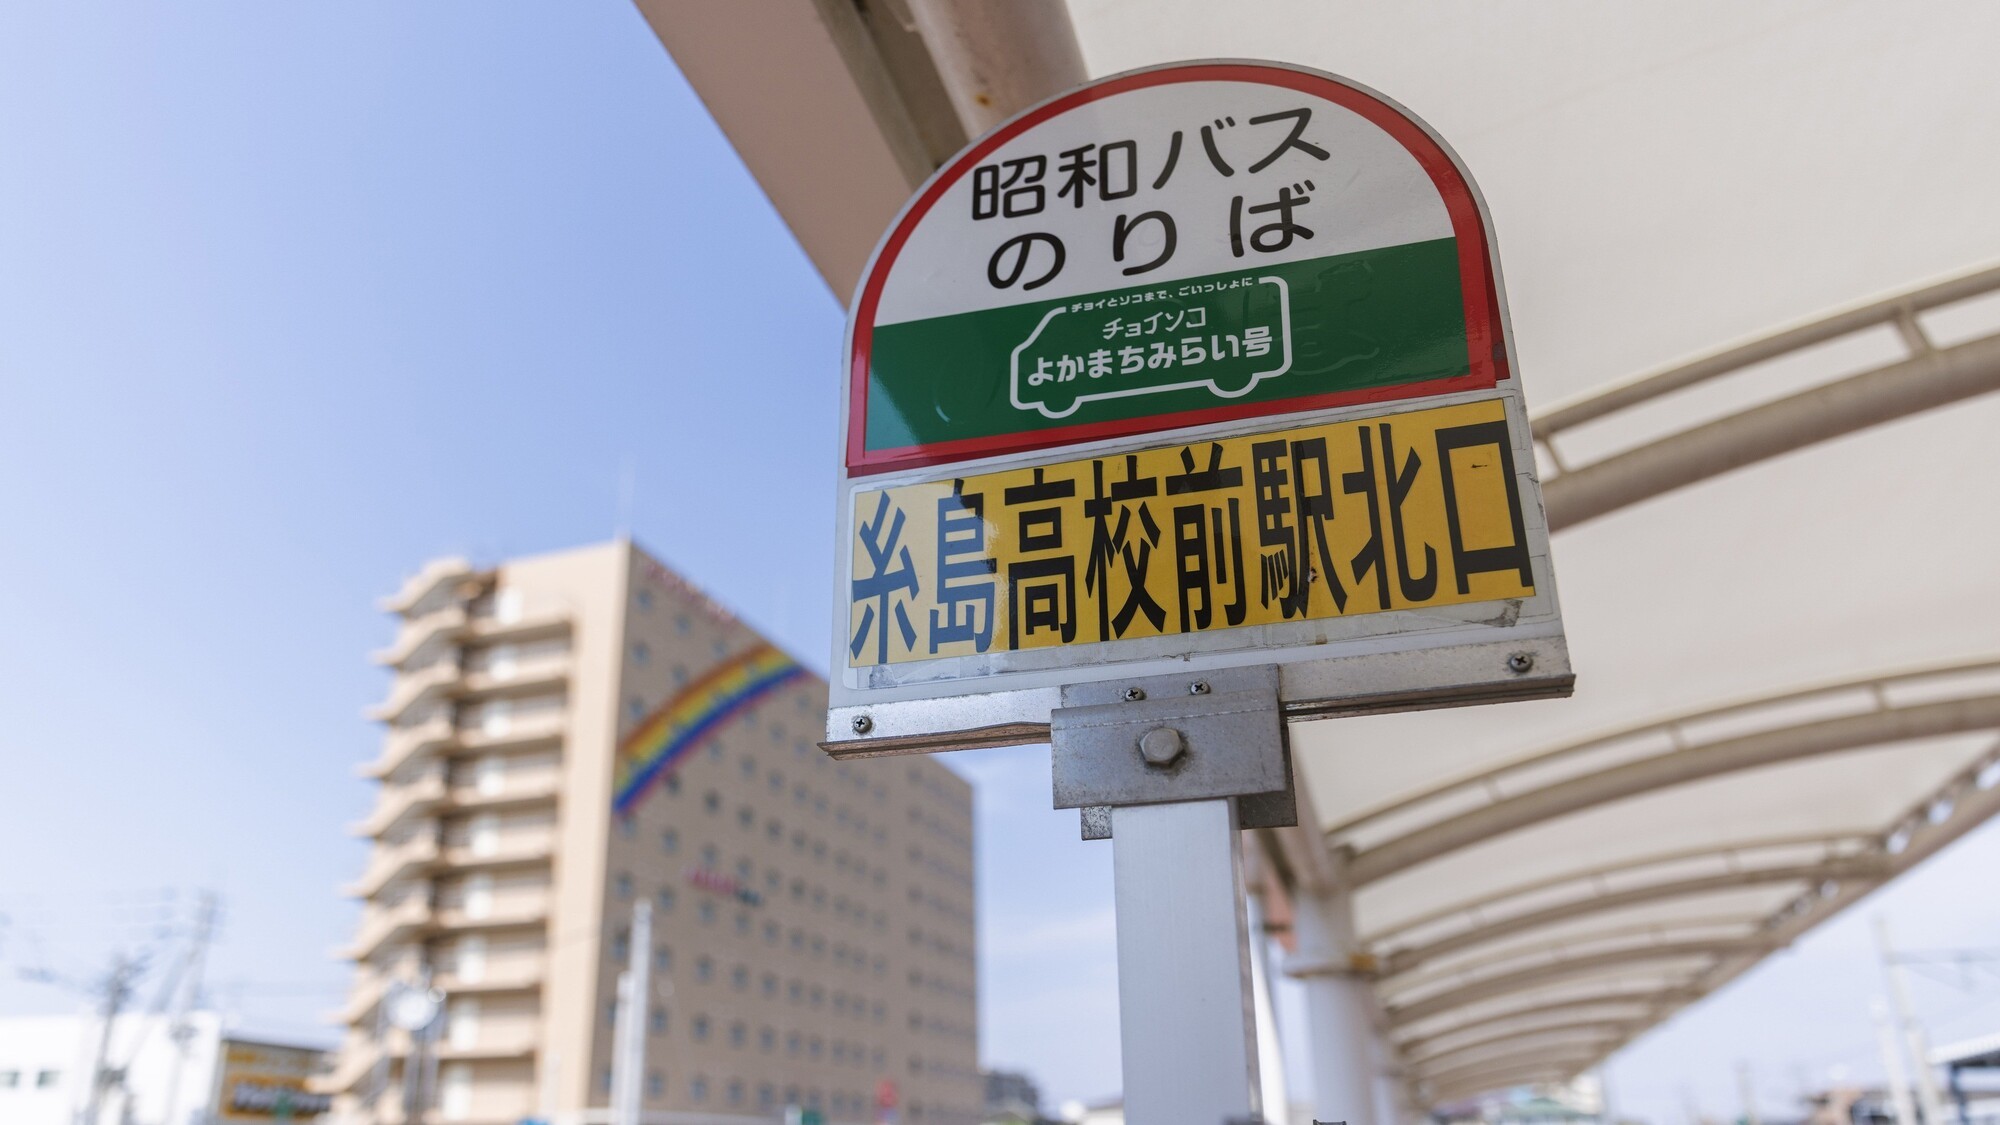 昭和バス
のりば
チョイとソコまで、ごいっしょに
チョイソコ
よかまちみらい号
糸島高校前駅北口